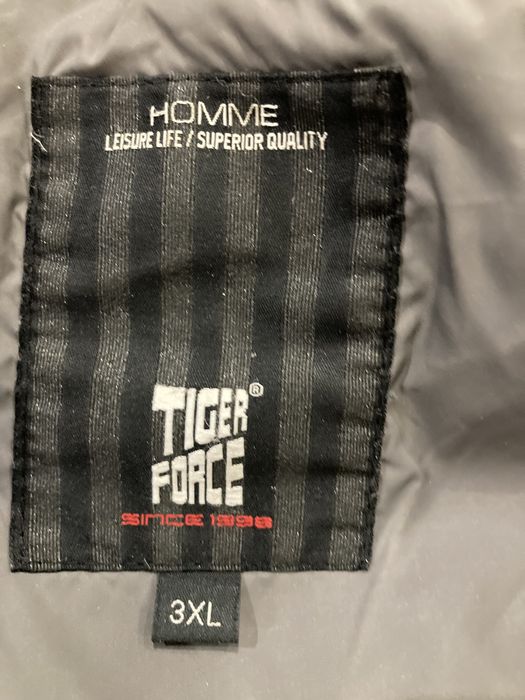 HOMME
LEISURE LIFE / SUPERIOR QUALITY
TIGER®
FORCE
SINCE 1998
3XL